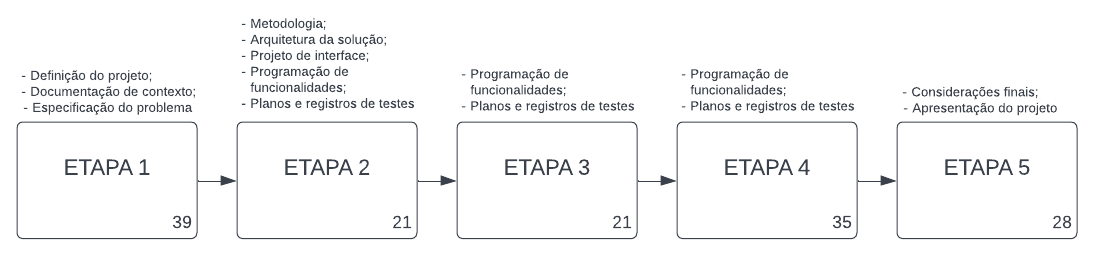 - Definição do projeto;
- Documentação de contexto;
- Especificação do problema
ETAPA 1
39
- Metodologia;
- Arquitetura da solução;
- Projeto de interface;
- Programação de
funcionalidades;
- Planos e registros de testes
ETAPA 2
21
- Programação de
funcionalidades;
- Planos e registros de testes
ETAPA 3
21
- Programação de
funcionalidades;
- Planos e registros de testes
ETAPA 4
35
- Considerações finais;
- Apresentação do projeto
ETAPA 5
28